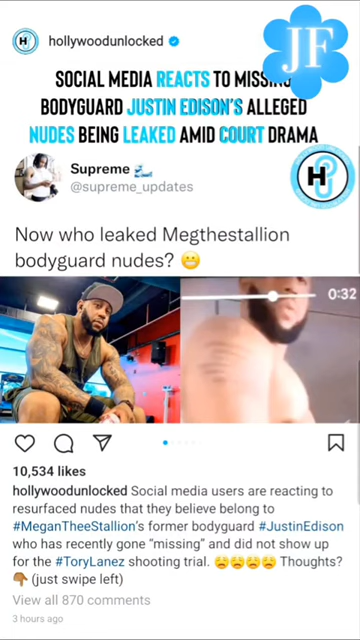 hollywoodunlocked
JF
SOCIAL MEDIA REACTS TO MISSING
BODYGUARD JUSTIN EDISON'S ALLEGED
NUDES BEING LEAKED AMID COURT DRAMA
H
Supreme
@supreme_updates
Now who leaked Megthestallion
bodyguard nudes? 😬
0:32
10,534 likes
hollywoodunlocked Social media users are reacting to
resurfaced nudes that they believe belong to
#MeganTheeStallion's former bodyguard #JustinEdison
who has recently gone “missing” and did not show up
for the #ToryLanez shooting trial. 😩😩😩😩 Thoughts?
👇🏾 (just swipe left)
View all 870 comments
3 hours ago